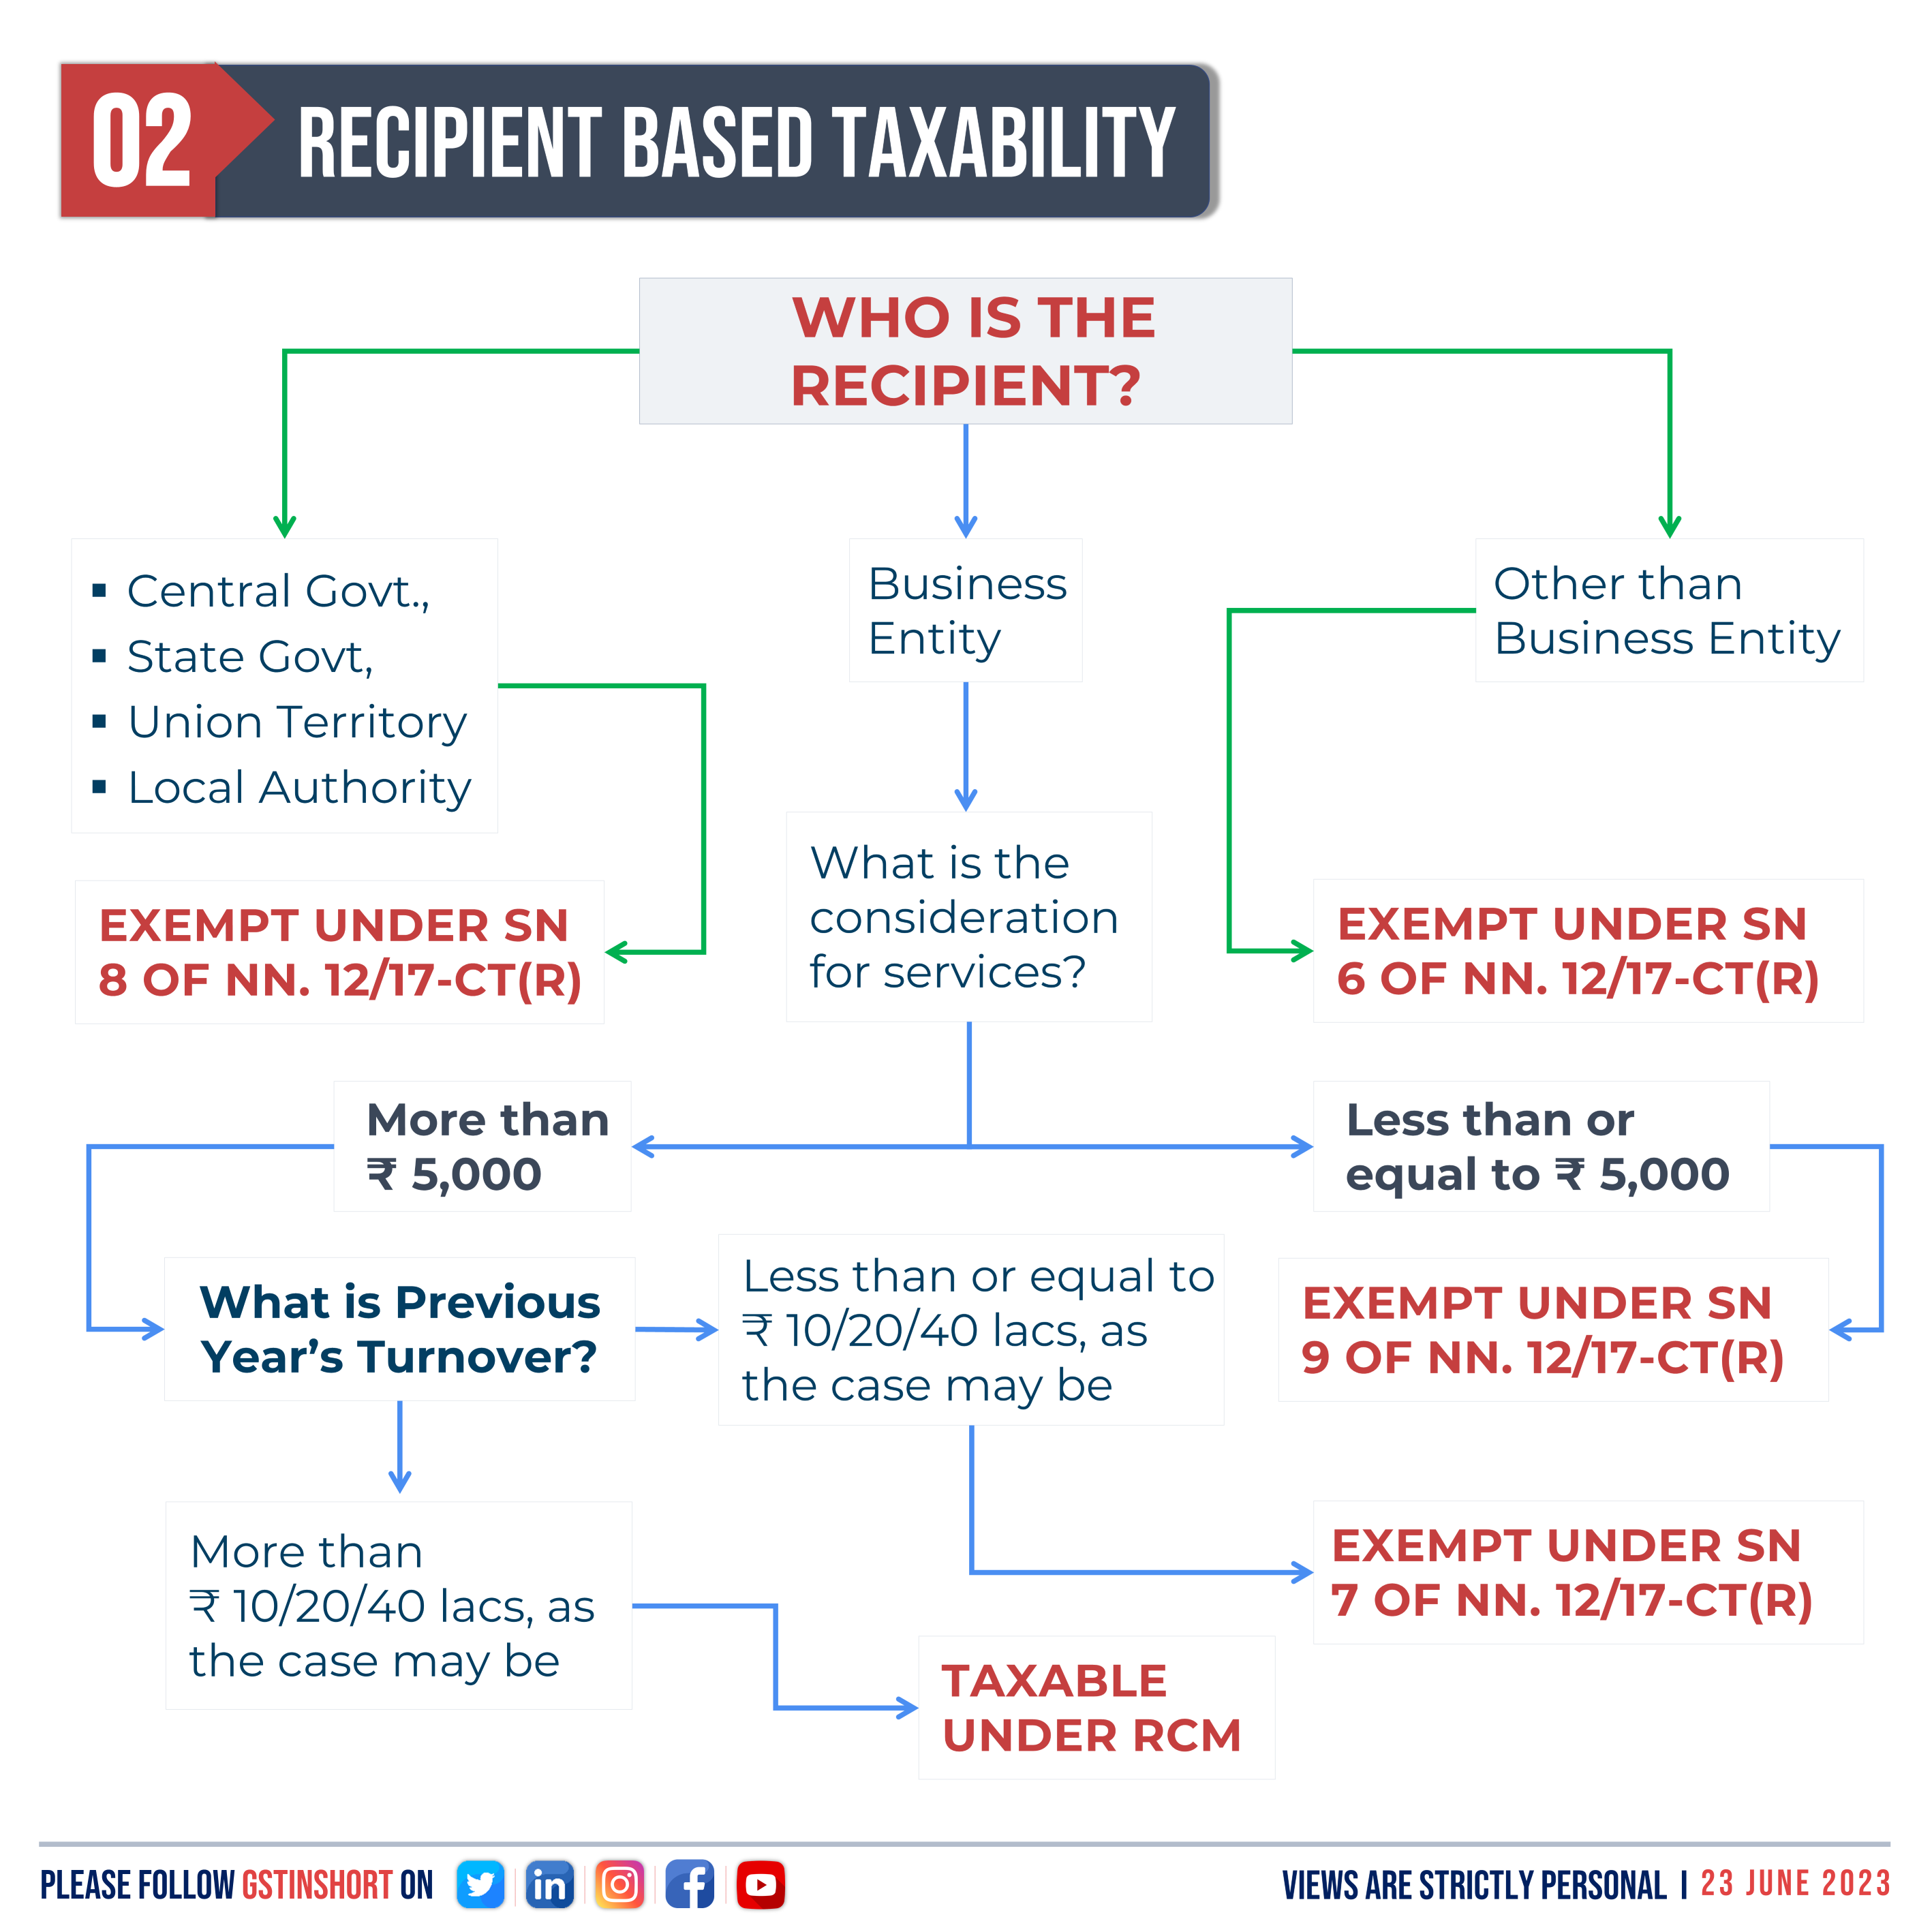 02
RECIPIENT BASED TAXABILITY
WHO IS THE
RECIPIENT?
▪ Central Govt.,
▪ State Govt,
▪ Union Territory
▪ Local Authority
Business
Entity
Other than
Business Entity
What is the
consideration
for services?
EXEMPT UNDER SN
8 OF NN. 12/17-CT(R)
EXEMPT UNDER SN
6 OF NN. 12/17-CT(R)
More than
₹ 5,000
Less than or
equal to ₹ 5,000
What is Previous
Year’s Turnover?
Less than or equal to
₹ 10/20/40 lacs, as
the case may be
EXEMPT UNDER SN
9 OF NN. 12/17-CT(R)
More than
₹ 10/20/40 lacs, as
the case may be
EXEMPT UNDER SN
7 OF NN. 12/17-CT(R)
TAXABLE
UNDER RCM
PLEASE FOLLOW GSTINSHORT ON
in
VIEWS ARE STRICTLY PERSONAL | 23 JUNE 2023